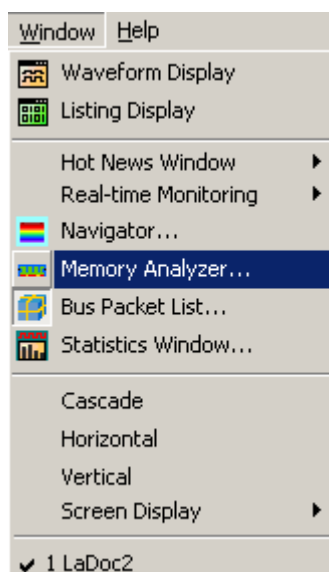 Window Help
Waveform Display
Listing Display
Hot News Window
Real-time Monitoring
Navigator...
Memory Analyzer...
Bus Packet List...
Statistics Window...
Cascade
Horizontal
Vertical
Screen Display
1 LaDoc2